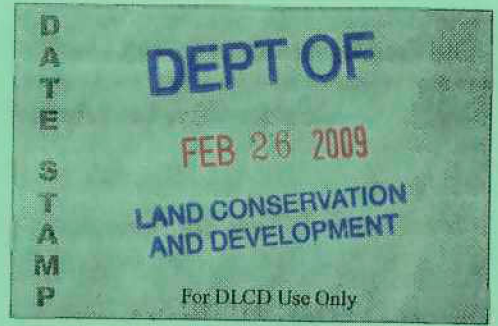 DATE STAMP
DEPT OF
FEB 26 2009
LAND CONSERVATION
AND DEVELOPMENT
For DLCD Use Only